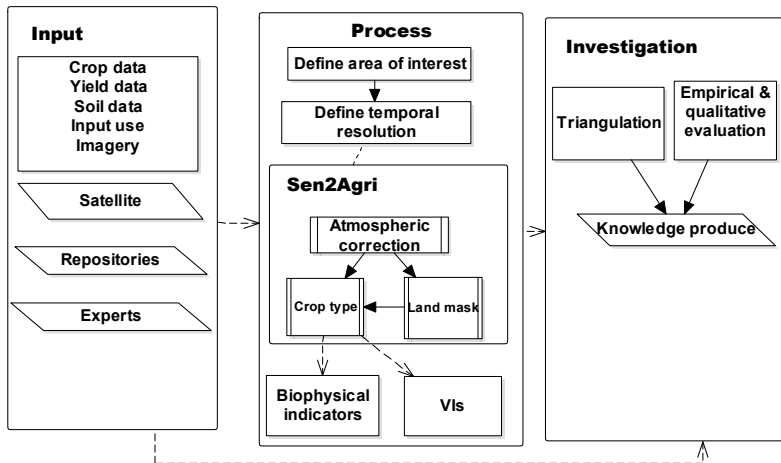 Input
Crop data
Yield data
Soil data
Input use
Imagery
Satellite
Repositories
Experts
Process
Define area of interest
Define temporal
resolution
Sen2Agri
Atmospheric
correction
Crop type
Land mask
Biophysical
indicators
VIs
Investigation
Triangulation
Empirical &
qualitative
evaluation
Knowledge produce